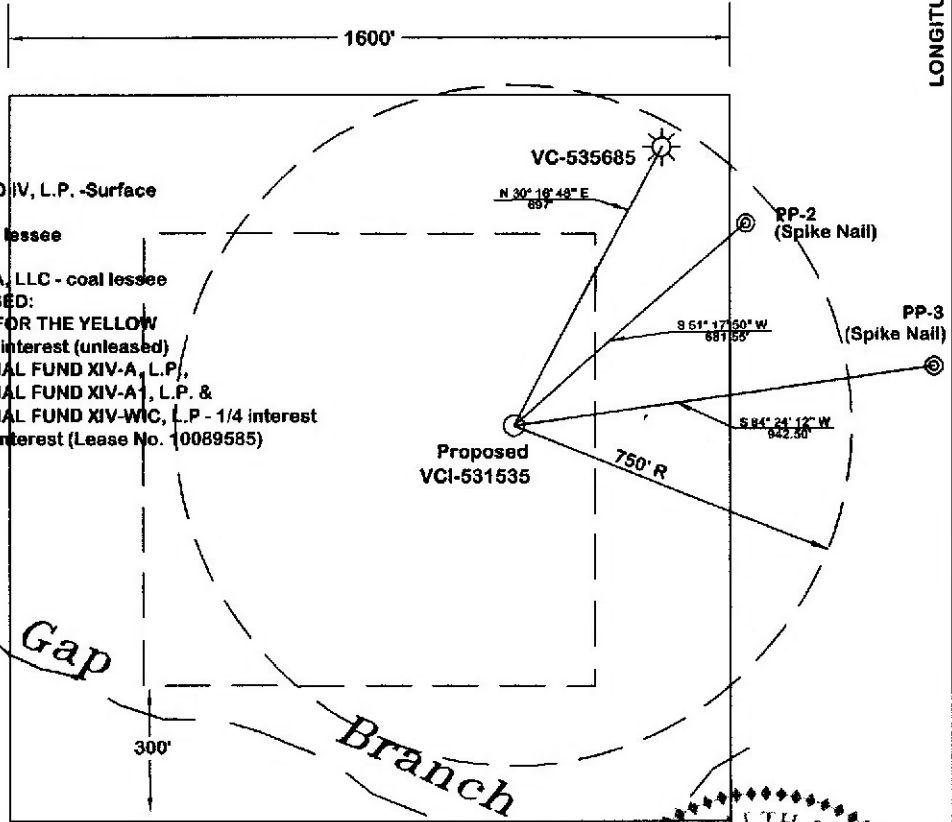 1600'
LONGITU
VC-535685
IV, L.P. -Surface
N 30° 16' 48" E
697'
PP-2
(Spike Nail)
lessee
LLC - coal lessee
FOR THE YELLOW
interest (unleased)
S 51° 17' 50" W
681.55'
PP-3
(Spike Nail)
AL FUND XIV-A, L.P.,
AL FUND XIV-A1, L.P. &
AL FUND XIV-WIC, L.P - 1/4 interest
interest (Lease No. 10089585)
S 84° 24' 12" W
942.50'
Proposed
VCI-531535
750' R
Gap
Branch
300'